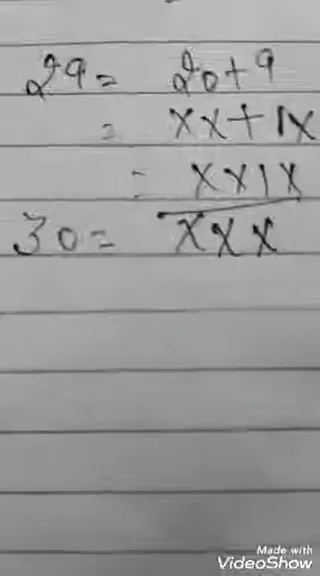 29 = 20 + 9
= XX + IX
= XXIX
30 = XXX
Made with
VideoShow